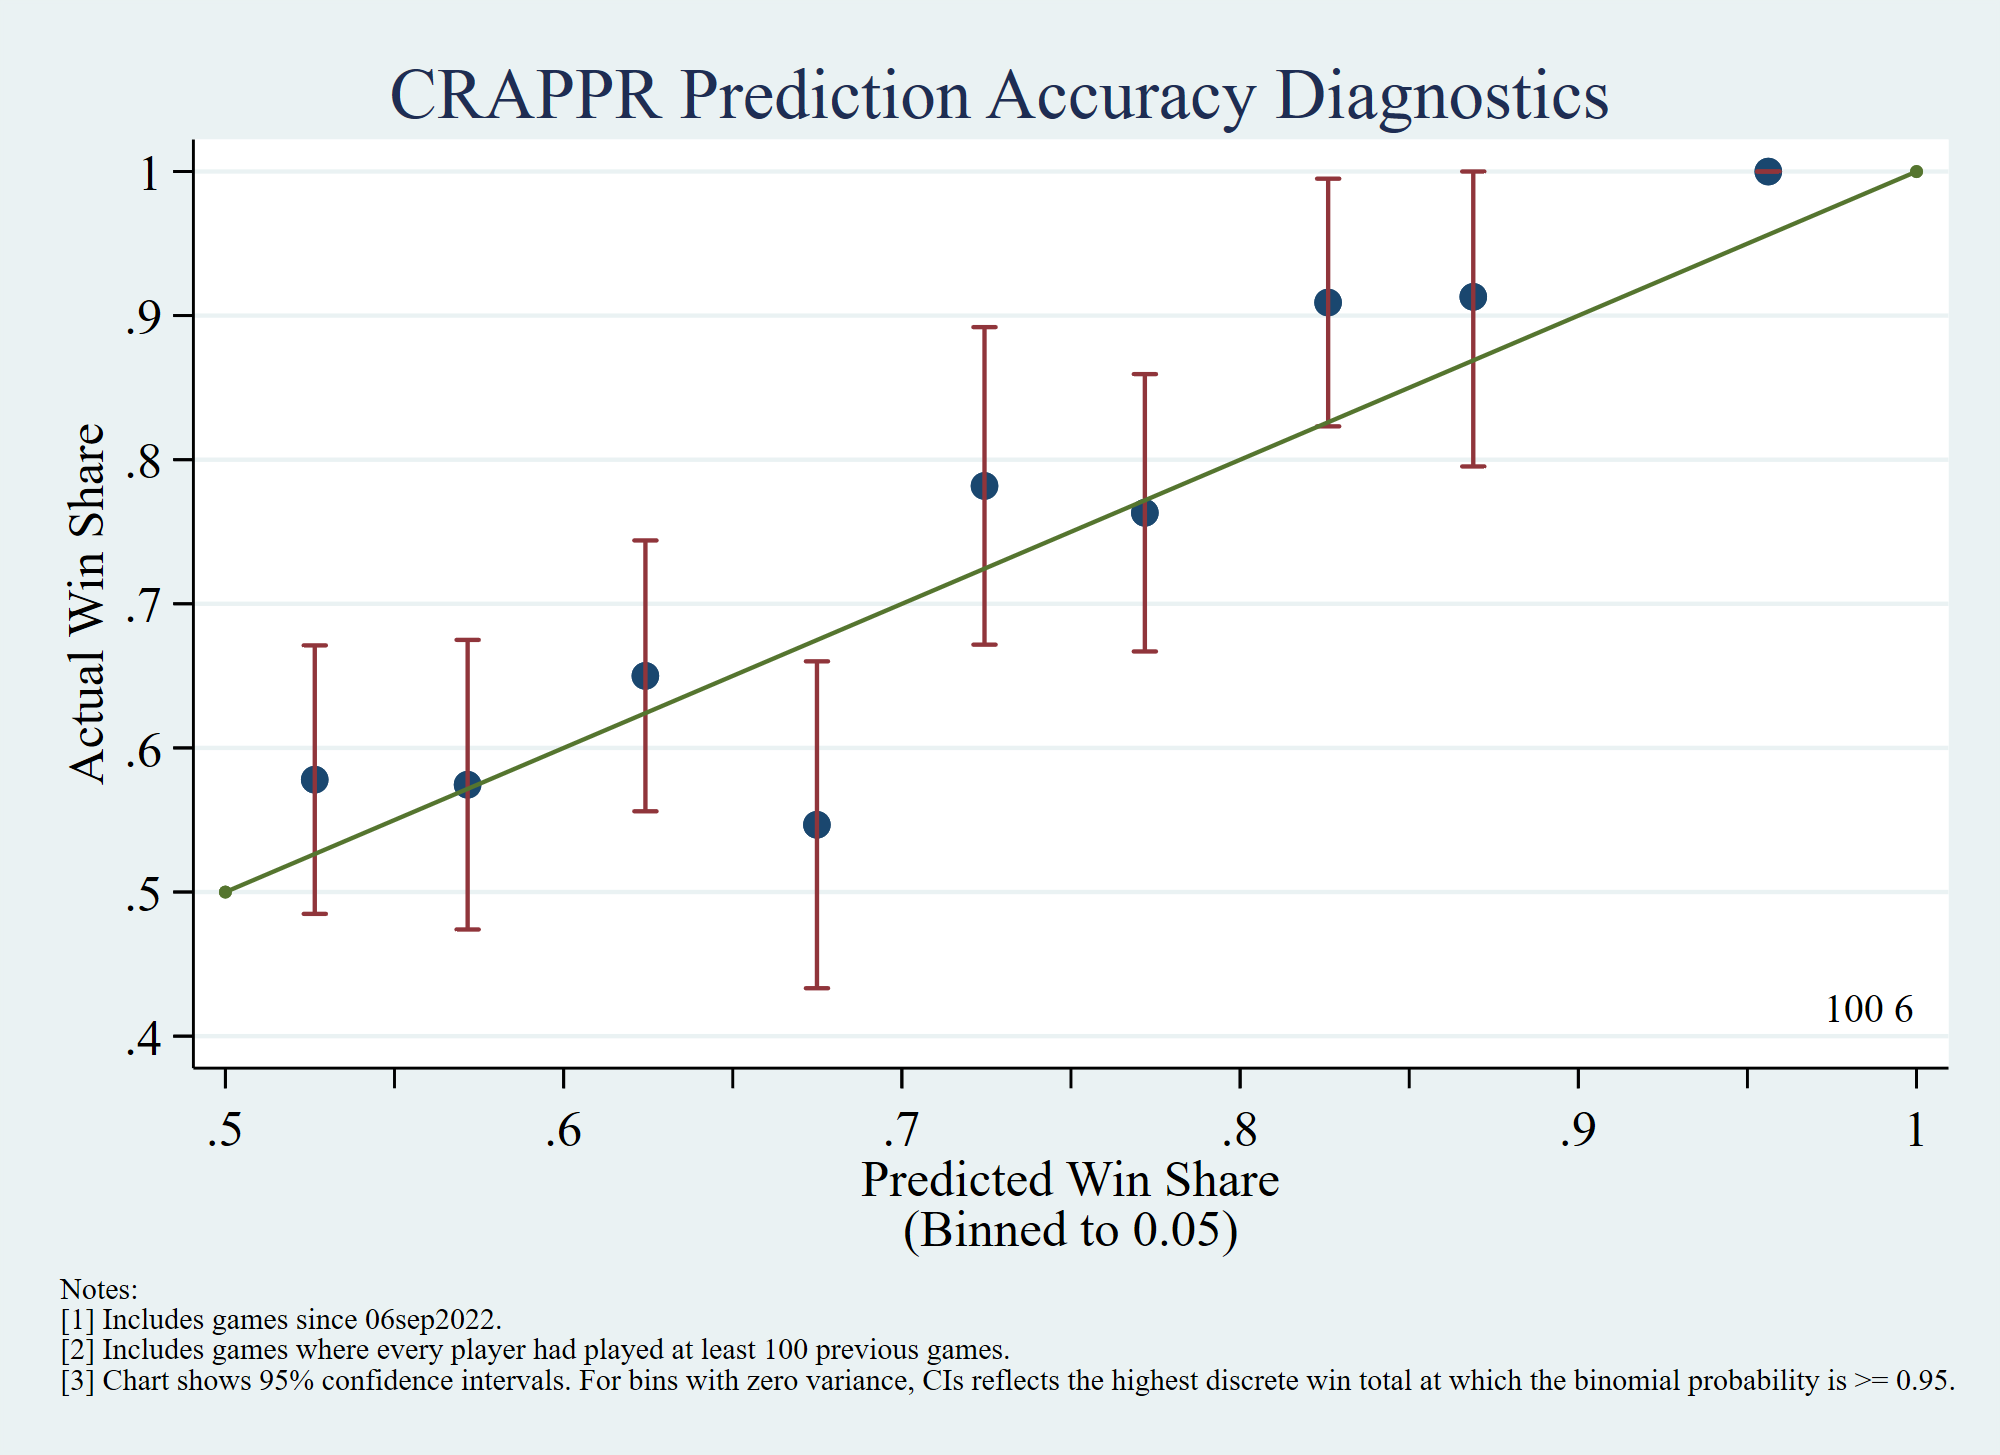 CRAPPR Prediction Accuracy Diagnostics
Actual Win Share
1
.9
.8
.7
.6
.5
.4
100 6
.5 .6 .7 .8 .9 1
Predicted Win Share
(Binned to 0.05)
Notes:
[1] Includes games since 06sep2022.
[2] Includes games where every player had played at least 100 previous games.
[3] Chart shows 95% confidence intervals. For bins with zero variance, CIs reflects the highest discrete win total at which the binomial probability is >= 0.95.